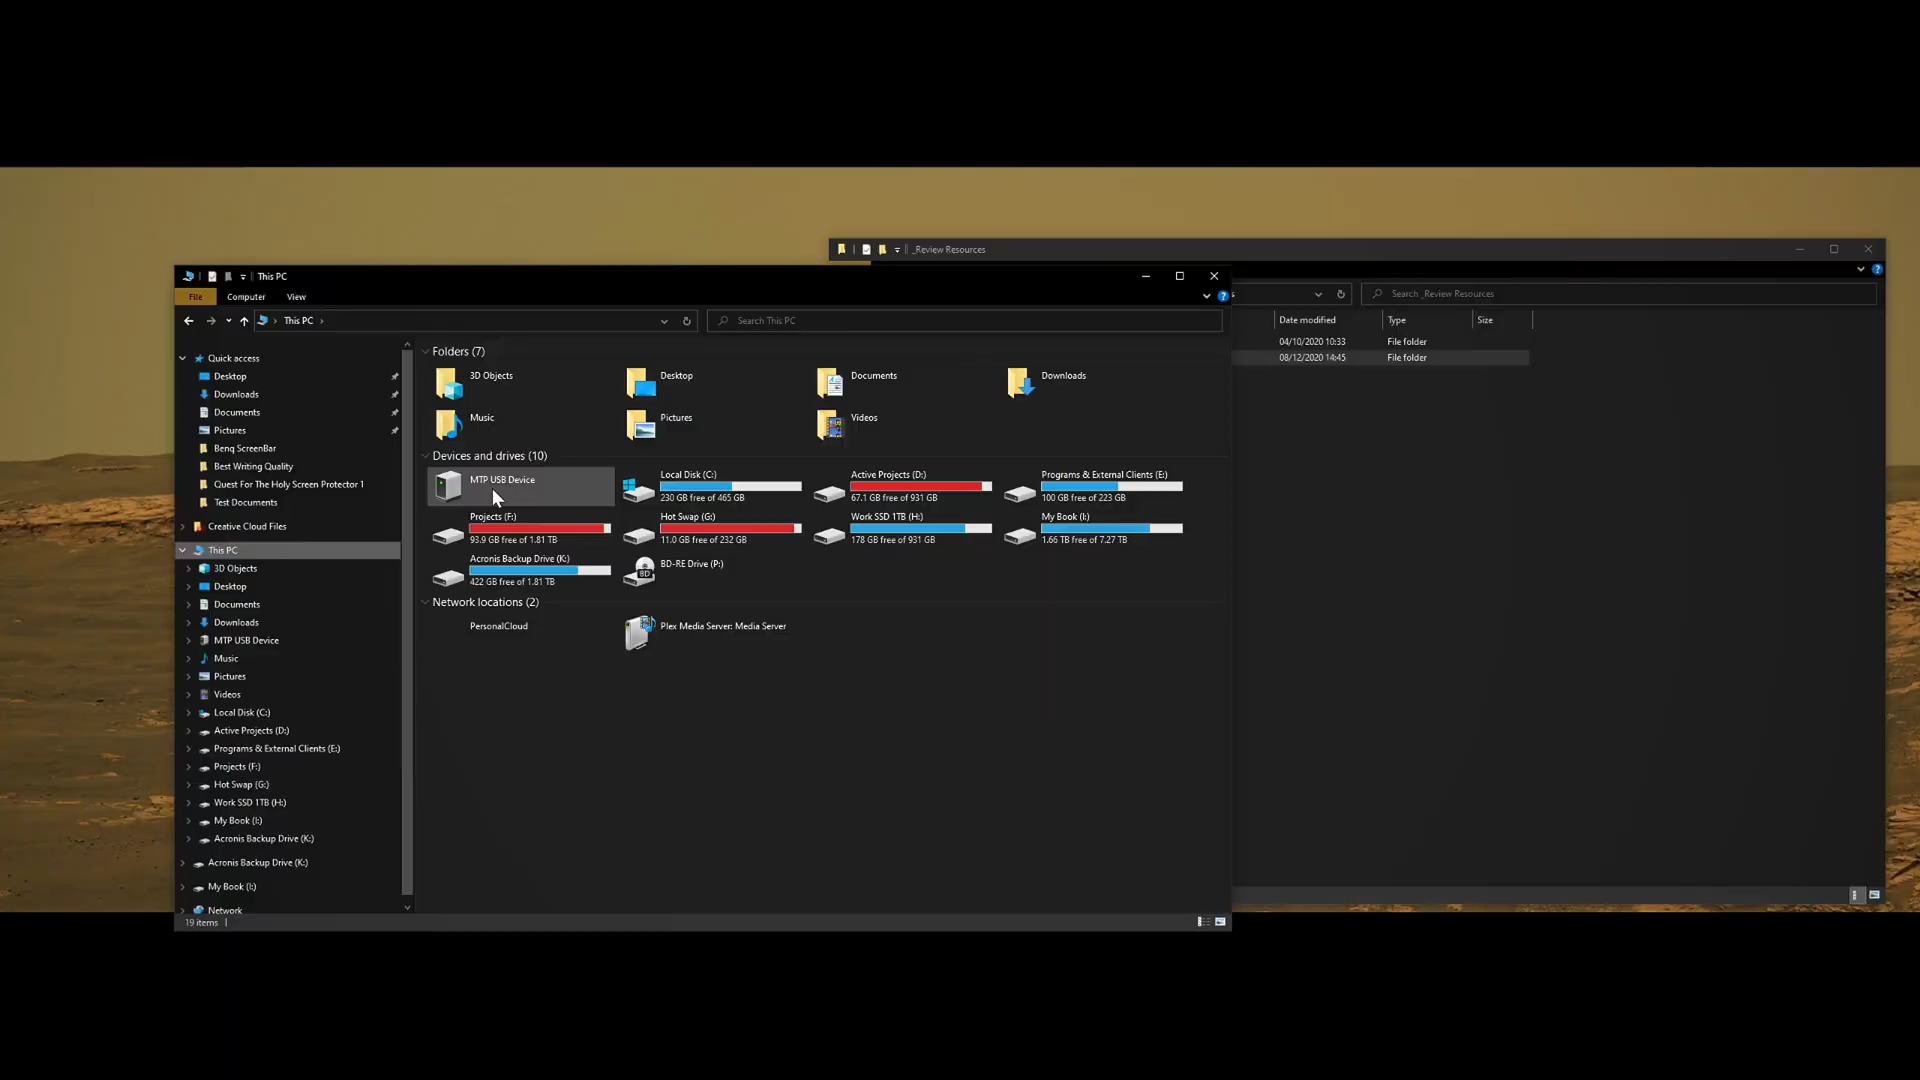 _Review Resources
This PC
File
Computer
View
This PC
Search This PC
s
Search _Review Resources
Date modified
Type
Size
04/10/2020 10:33
File folder
08/12/2020 14:45
File folder
Quick access
Desktop
Downloads
Documents
Pictures
Benq ScreenBar
Best Writing Quality
Quest For The Holy Screen Protector 1
Test Documents
Creative Cloud Files
This PC
3D Objects
Desktop
Documents
Downloads
MTP USB Device
Music
Pictures
Videos
Local Disk (C:)
Active Projects (D:)
Programs & External Clients (E:)
Projects (F:)
Hot Swap (G:)
Work SSD 1TB (H:)
My Book (I:)
Acronis Backup Drive (K:)
Acronis Backup Drive (K:)
My Book (I:)
Network
19 items
Folders (7)
3D Objects
Desktop
Documents
Downloads
Music
Pictures
Videos
Devices and drives (10)
MTP USB Device
Local Disk (C:)
230 GB free of 465 GB
Active Projects (D:)
67.1 GB free of 931 GB
Programs & External Clients (E:)
100 GB free of 223 GB
Projects (F:)
93.9 GB free of 1.81 TB
Hot Swap (G:)
11.0 GB free of 232 GB
Work SSD 1TB (H:)
178 GB free of 931 GB
My Book (I:)
1.66 TB free of 7.27 TB
Acronis Backup Drive (K:)
422 GB free of 1.81 TB
BD
BD-RE Drive (P:)
Network locations (2)
PersonalCloud
Plex Media Server: Media Server